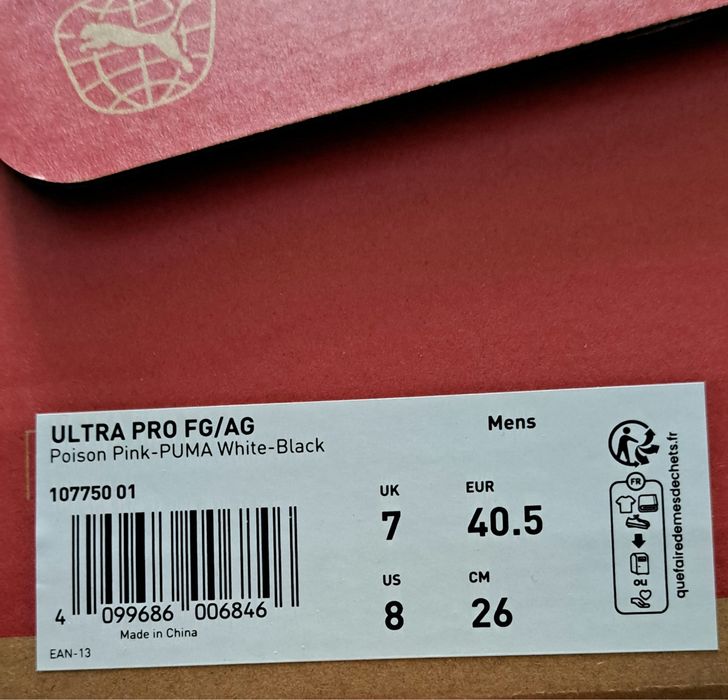 ULTRA PRO FG/AG
Poison Pink-PUMA White-Black
Mens
107750 01
UK
7
EUR
40.5
US
8
CM
26
4 099686 006846
Made in China
EAN-13
FR
OU
quefairedemesdechets.fr